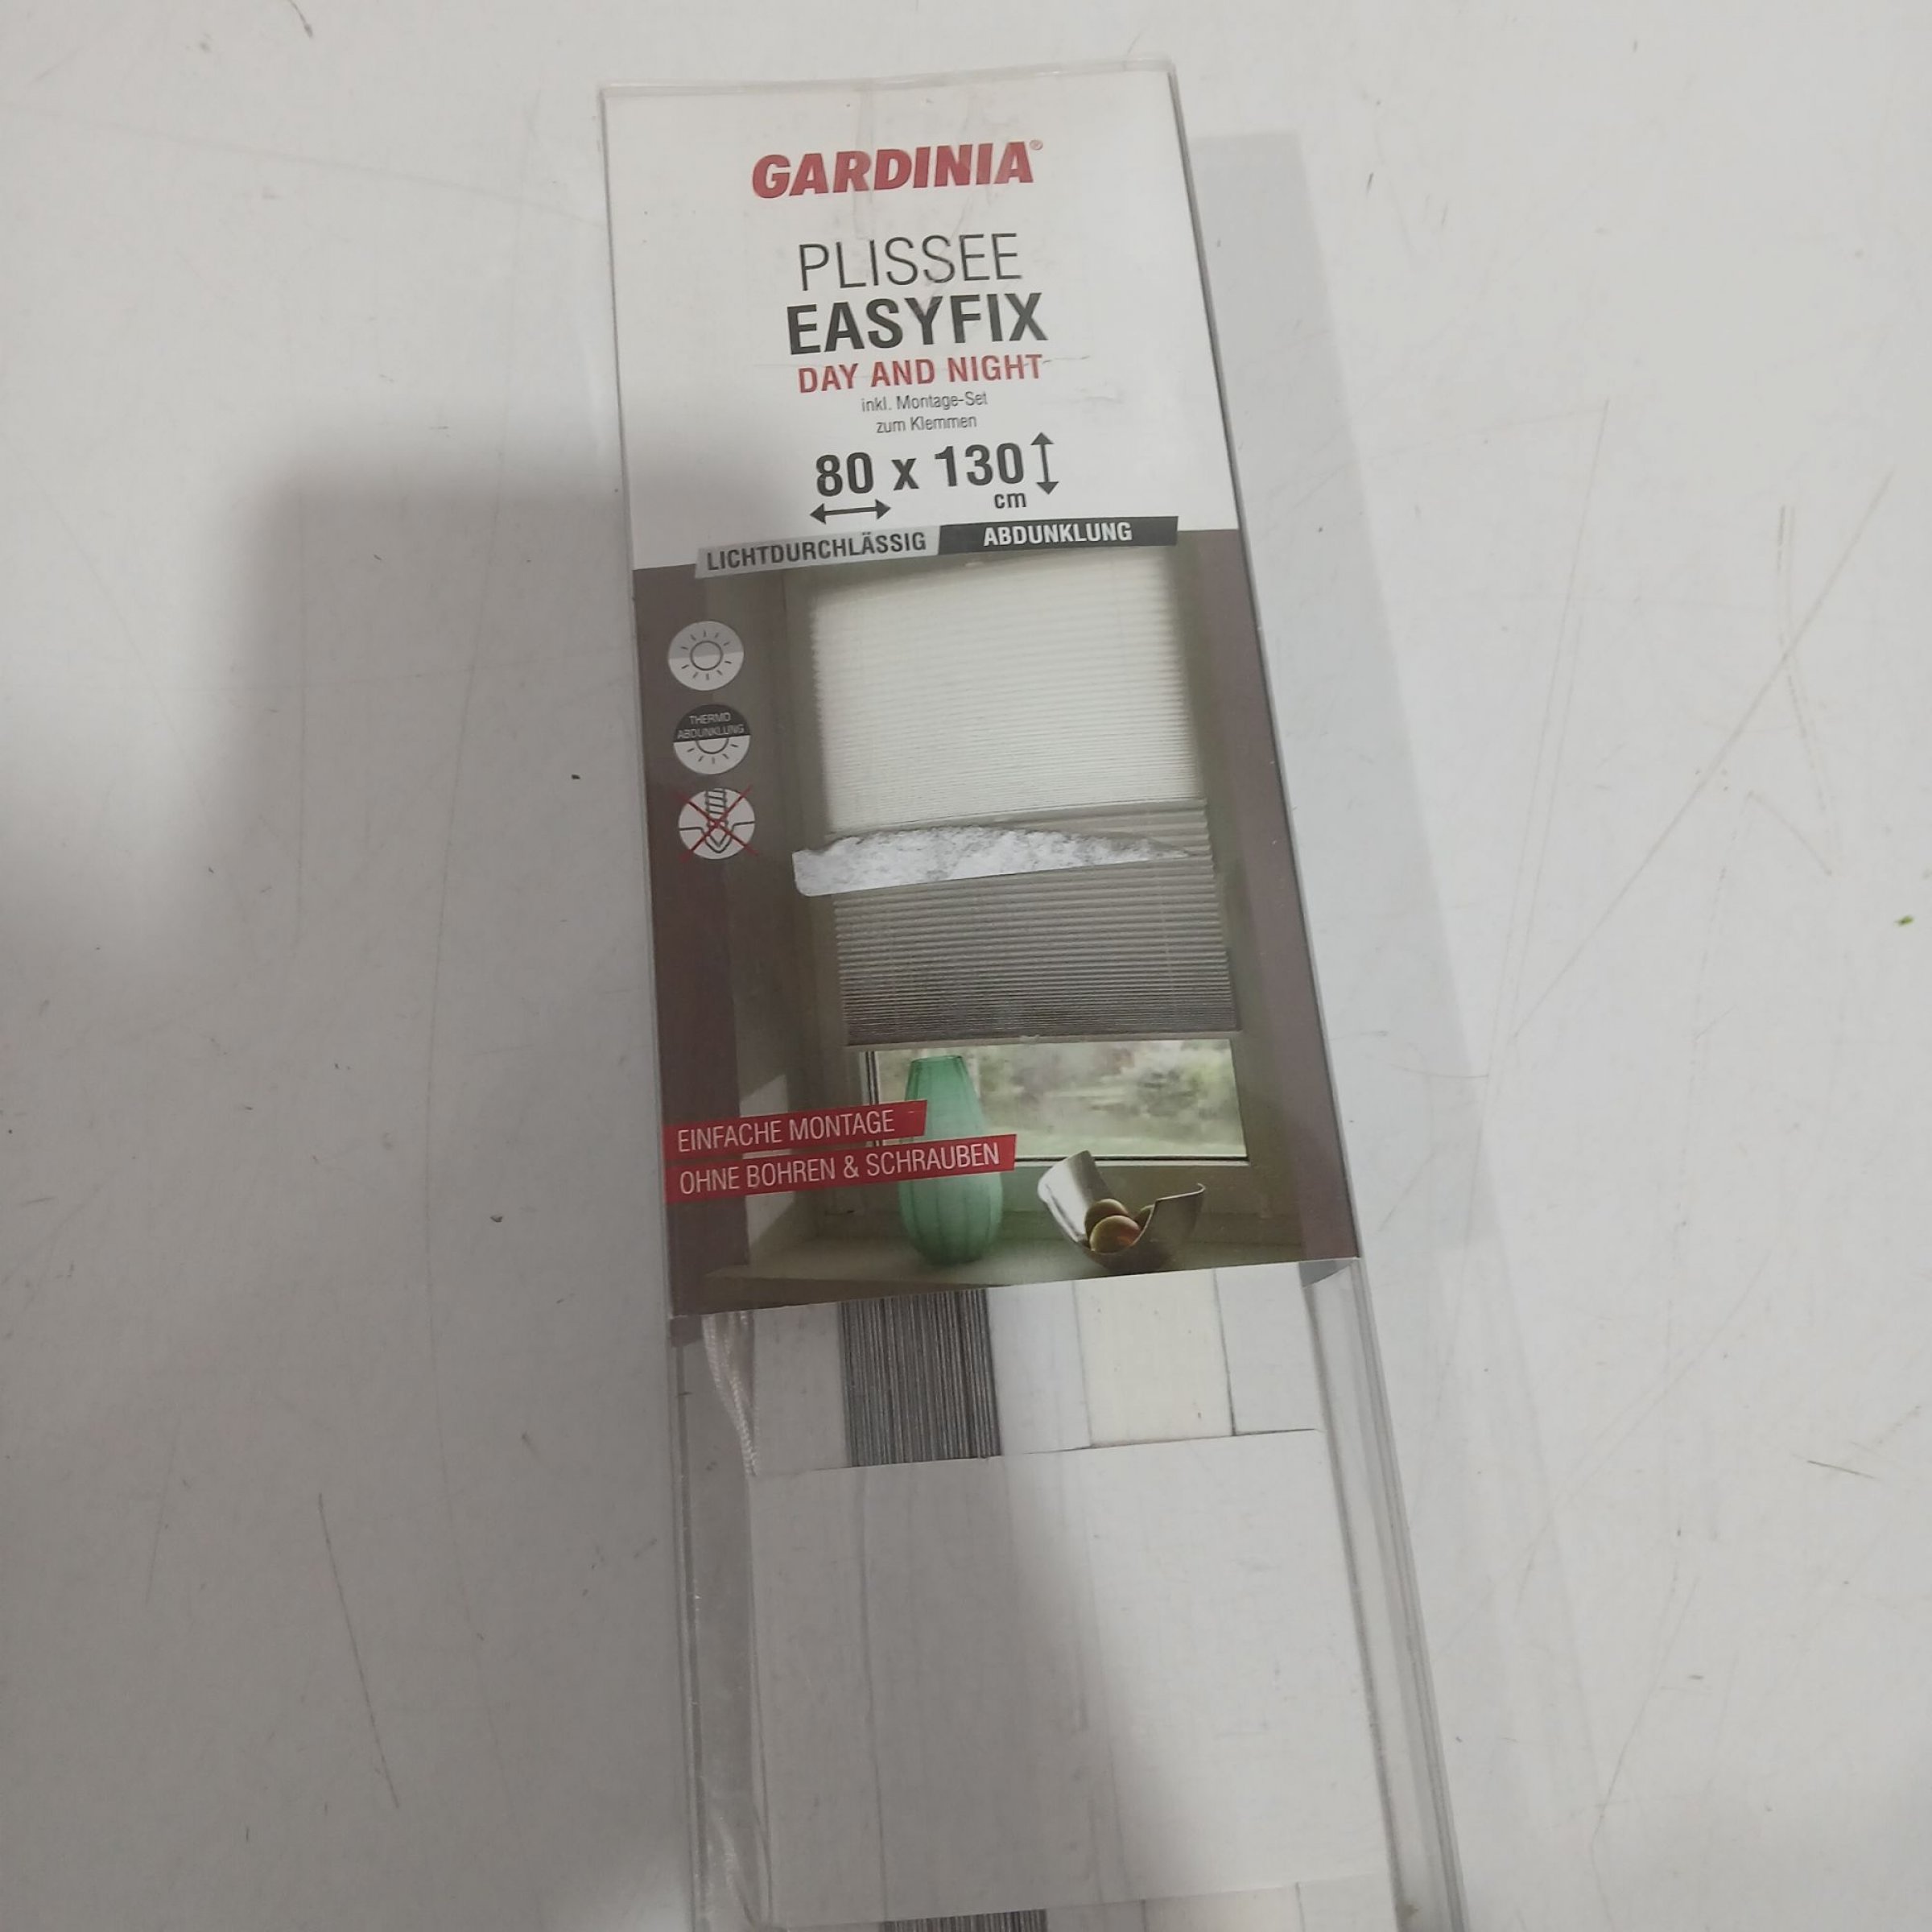 GARDINIA®
PLISSEE
EASYFIX
DAY AND NIGHT
inkl. Montage-Set
zum Klemmen
80 x 130
cm
LICHTDURCHLÄSSIG ABDUNKLUNG
THERMO
ABDUNKLUNG
EINFACHE MONTAGE
OHNE BOHREN & SCHRAUBEN